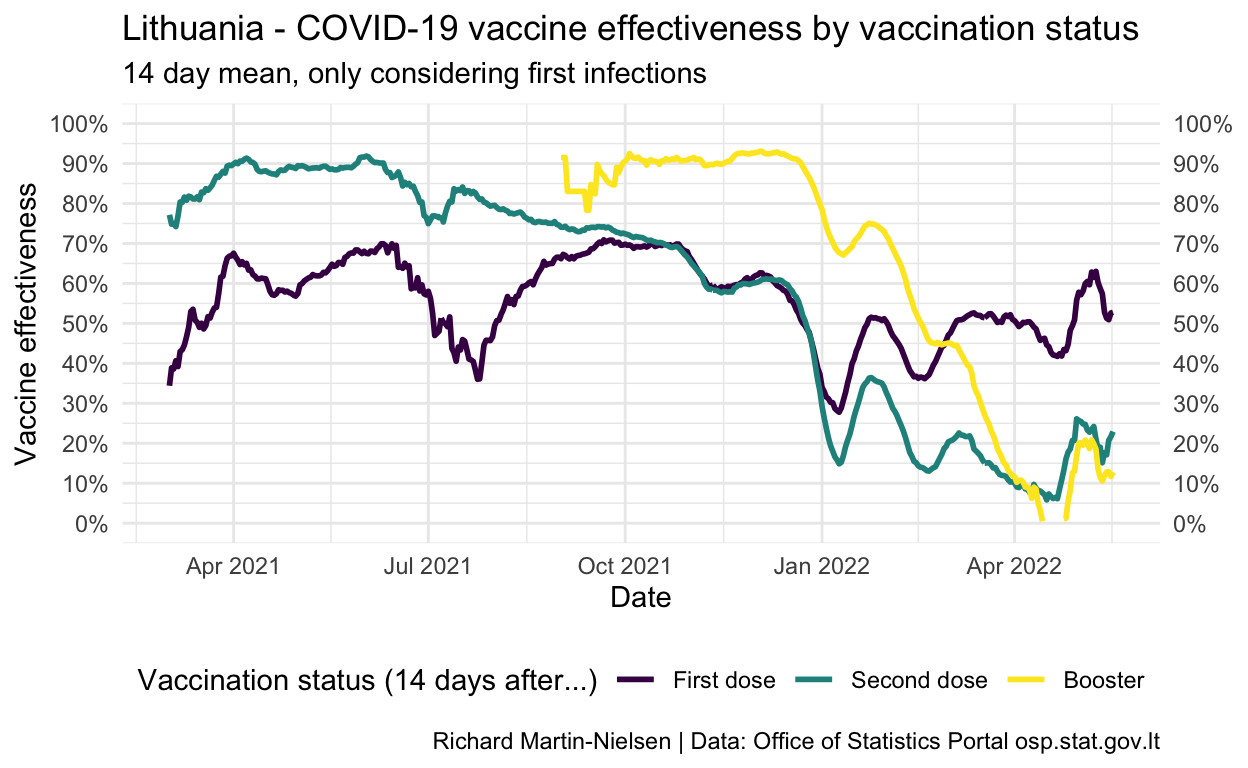 Lithuania - COVID-19 vaccine effectiveness by vaccination status
14 day mean, only considering first infections
100% 100%
90% 90%
80% 80%
70% 70%
60% 60%
50% 50%
40% 40%
30% 30%
20% 20%
10% 10%
0% 0%
Vaccine effectiveness
Apr 2021 Jul 2021 Oct 2021 Jan 2022 Apr 2022
Date
Vaccination status (14 days after...) First dose Second dose Booster
Richard Martin-Nielsen | Data: Office of Statistics Portal osp.stat.gov.lt